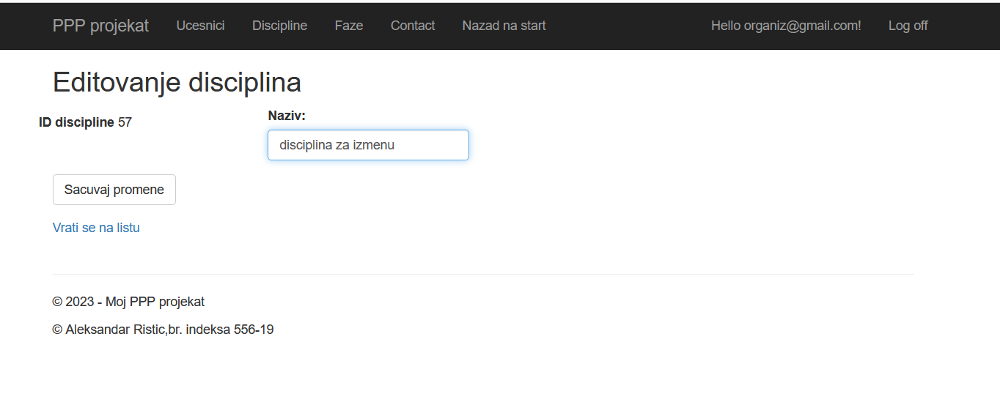 PPP projekat Ucesnici Discipline Faze Contact Nazad na start Hello organiz@gmail.com! Log off
Editovanje disciplina
ID discipline 57
Naziv:
disciplina za izmenu
Sacuvaj promene
Vrati se na listu
© 2023 - Moj PPP projekat
© Aleksandar Ristic,br. indeksa 556-19